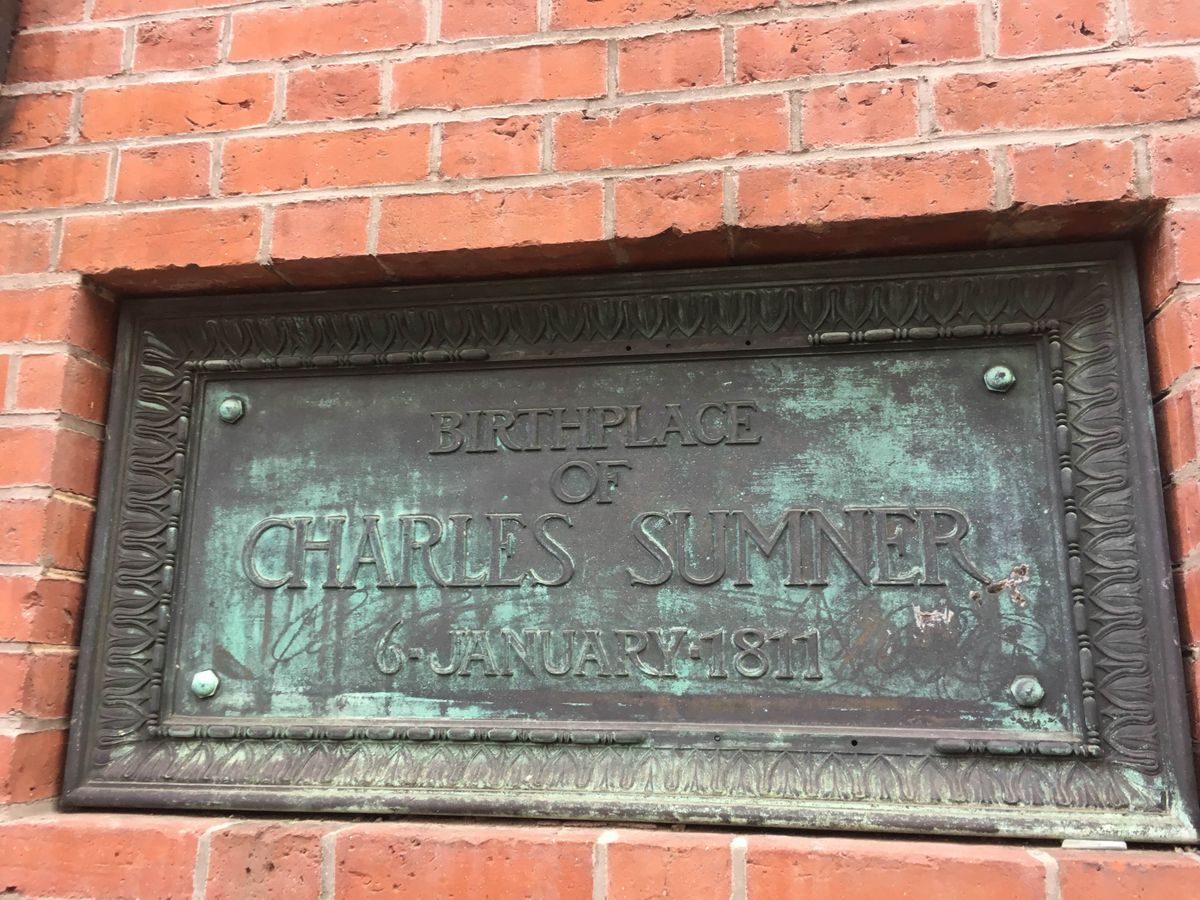 BIRTHPLACE
OF
CHARLES SUMNER
6-JANUARY-1811